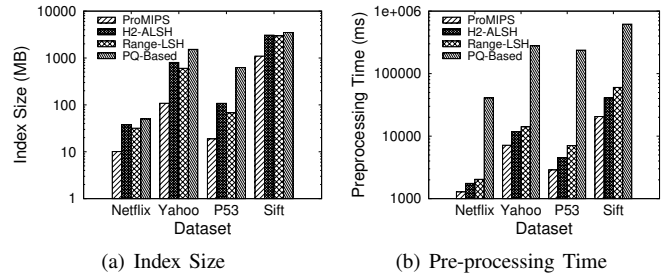 Index Size (MB)
10000
1000
100
10
1
ProMIPS
H2-ALSH
Range-LSH
PQ-Based
Netflix Yahoo P53 Sift
Dataset
(a) Index Size
Preprocessing Time (ms)
1e+006
100000
10000
1000
ProMIPS
H2-ALSH
Range-LSH
PQ-Based
Netflix Yahoo P53 Sift
Dataset
(b) Pre-processing Time